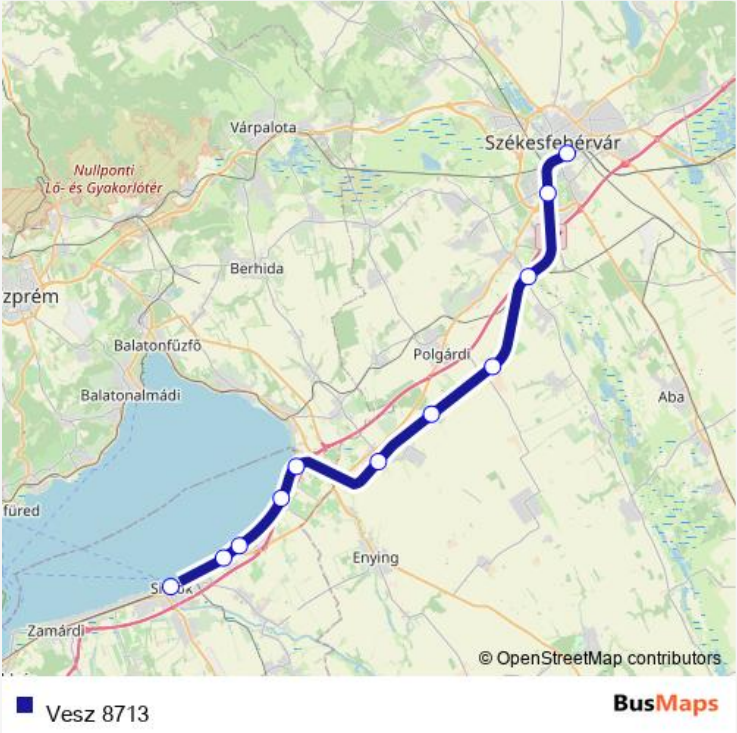 Várpalota
Székesfehérvár
Nullponti
Lő- és Gyakorlótér
Berhida
zprém
Balatonfűzfő
Polgárdi
Balatonalmádi
Aba
füred
Enying
Zamárdi
© OpenStreetMap contributors
Vesz 8713
BusMaps